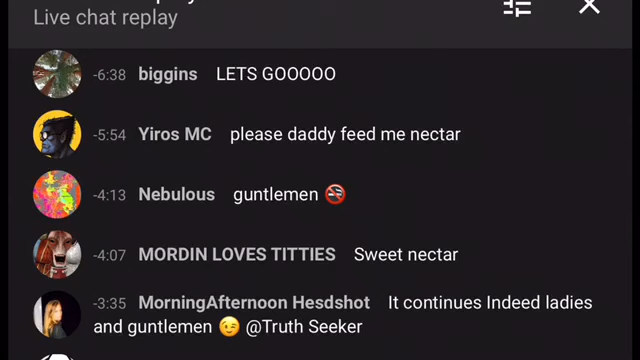 Live chat replay
-6:38 biggins LETS GOOOOO
-5:54 Yiros MC please daddy feed me nectar
-4:13 Nebulous guntlemen 🚭
-4:07 MORDIN LOVES TITTIES Sweet nectar
-3:35 MorningAfternoon Hesdshot It continues Indeed ladies
and guntlemen 😉 @Truth Seeker